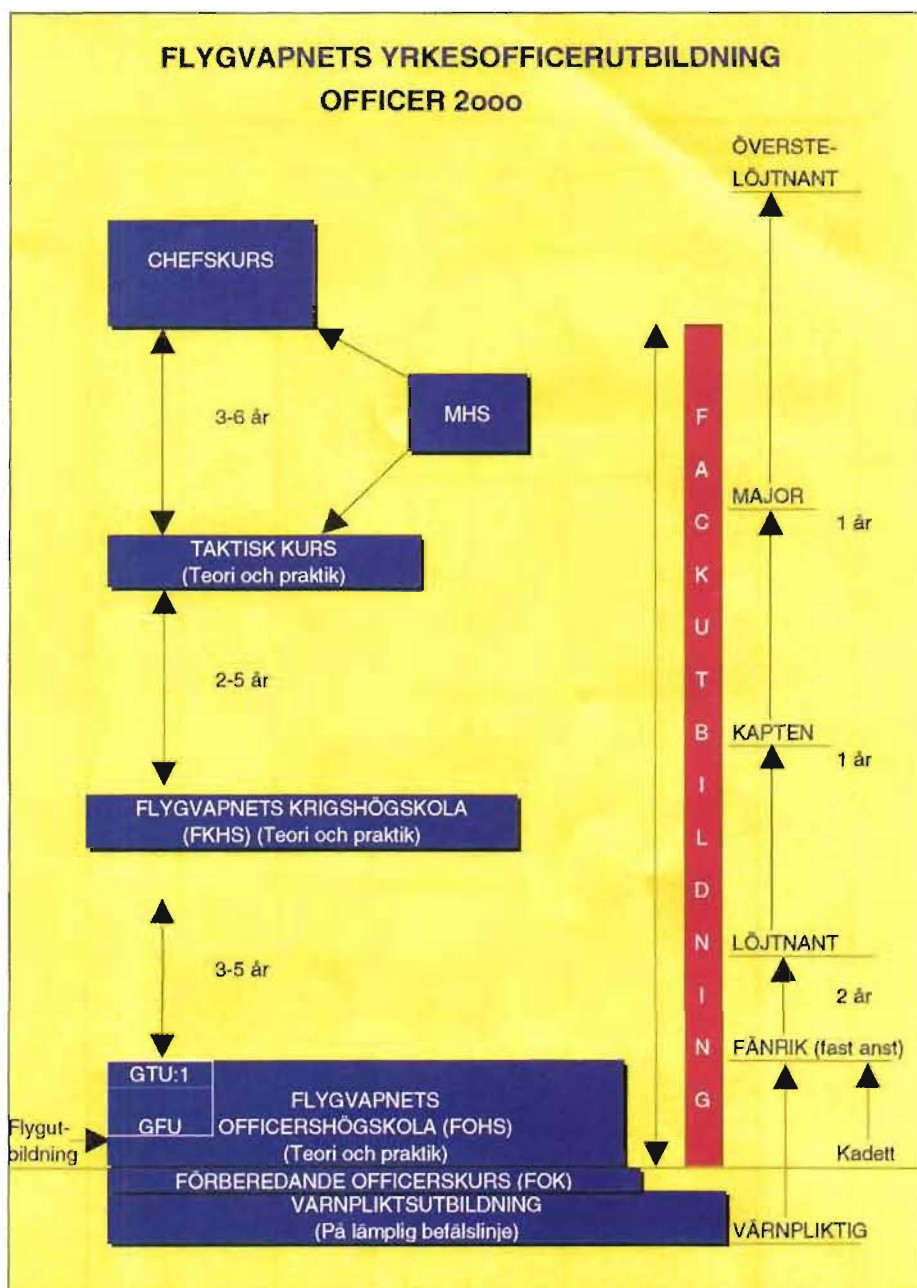 FLYGVAPNETS YRKESOFFICERUTBILDNING
OFFICER 2ooo
ÖVERSTE-
LÖJTNANT
CHEFSKURS
3-6 år
MHS
MAJOR
1 år
TAKTISK KURS
(Teori och praktik)
2-5 år
KAPTEN
1 år
FLYGVAPNETS KRIGSHÖGSKOLA
(FKHS) (Teori och praktik)
FACKUTBILDNING
LÖJTNANT
3-5 år
2 år
FÄNRIK (fast anst)
GTU:1
GFU
FLYGVAPNETS
OFFICERSHÖGSKOLA (FOHS)
(Teori och praktik)
Flygut-
bildning
Kadett
FÖRBEREDANDE OFFICERSKURS (FOK)
VÄRNPLIKTSUTBILDNING
(På lämplig befälslinje)
VÄRNPLIKTIG